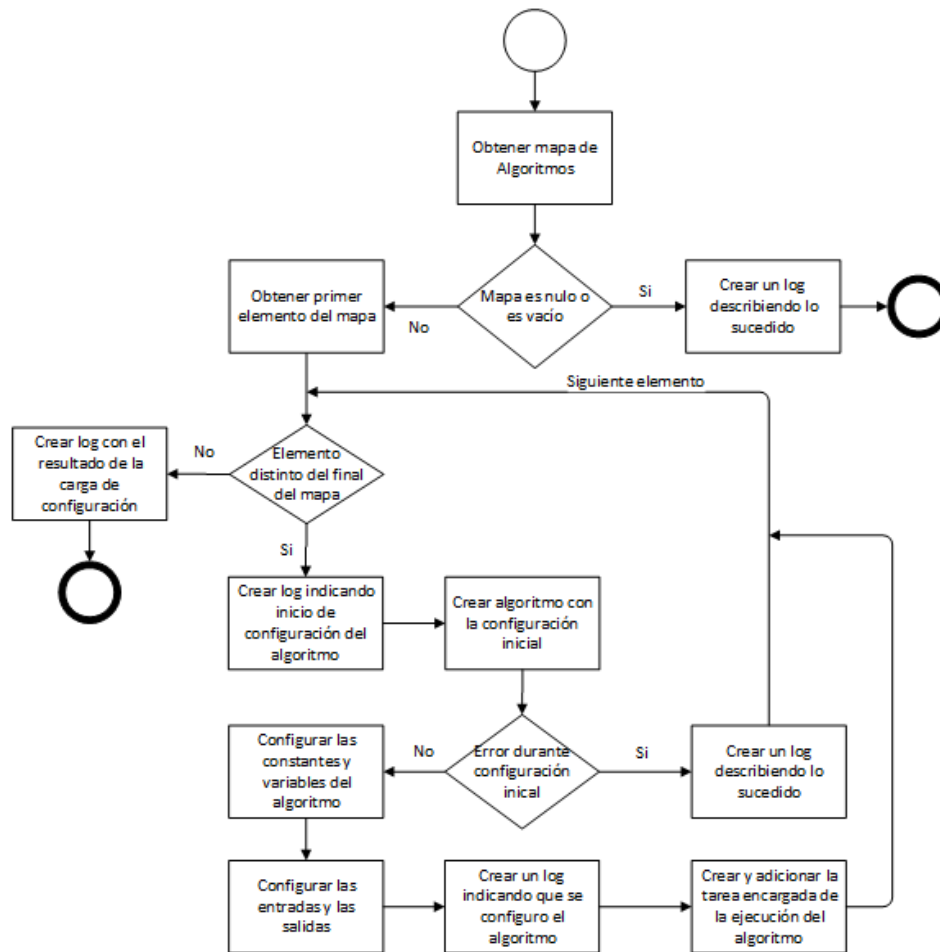 Obtener mapa de
Algoritmos
Obtener primer
elemento del mapa
No
Mapa es nulo o
es vacío
Si
Crear un log
describiendo lo
sucedido
Siguiente elemento
Crear log con el
resultado de la
carga de
configuración
No
Elemento
distinto del final
del mapa
Si
Crear log indicando
inicio de
configuración del
algoritmo
Crear algoritmo con
la configuración
inicial
Configurar las
constantes y
variables del
algoritmo
No
Error durante
configuración
inical
Si
Crear un log
describiendo lo
sucedido
Configurar las
entradas y las
salidas
Crear un log
indicando que se
configuro el
algoritmo
Crear y adicionar la
tarea encargada de
la ejecución del
algoritmo